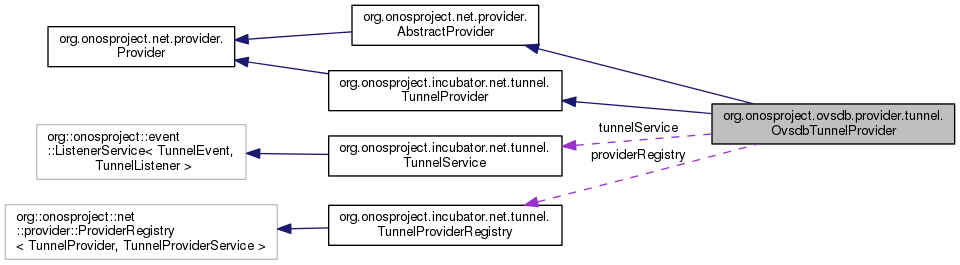 org.onosproject.net.provider.
AbstractProvider
org.onosproject.net.provider.
Provider
org.onosproject.incubator.net.tunnel.
TunnelProvider
org.onosproject.ovsdb.provider.tunnel.
OvsdbTunnelProvider
org::onosproject::event
::ListenerService< TunnelEvent,
TunnelListener >
org.onosproject.incubator.net.tunnel.
TunnelService
tunnelService
providerRegistry
org::onosproject::net
::provider::ProviderRegistry
< TunnelProvider, TunnelProviderService >
org.onosproject.incubator.net.tunnel.
TunnelProviderRegistry